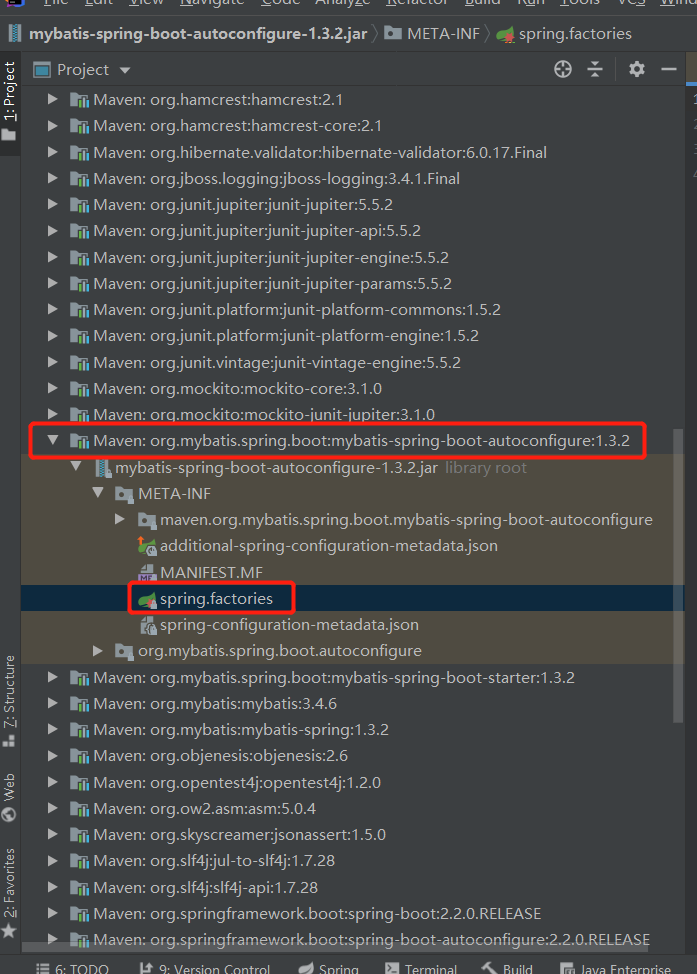 File Edit View Navigate Code Analyze Refactor Build Run Tools VCS Window
mybatis-spring-boot-autoconfigure-1.3.2.jar META-INF spring.factories
1: Project
Project
Maven: org.hamcrest:hamcrest:2.1
Maven: org.hamcrest:hamcrest-core:2.1
Maven: org.hibernate.validator:hibernate-validator:6.0.17.Final
Maven: org.jboss.logging:jboss-logging:3.4.1.Final
Maven: org.junit.jupiter:junit-jupiter:5.5.2
Maven: org.junit.jupiter:junit-jupiter-api:5.5.2
Maven: org.junit.jupiter:junit-jupiter-engine:5.5.2
Maven: org.junit.jupiter:junit-jupiter-params:5.5.2
Maven: org.junit.platform:junit-platform-commons:1.5.2
Maven: org.junit.platform:junit-platform-engine:1.5.2
Maven: org.junit.vintage:junit-vintage-engine:5.5.2
Maven: org.mockito:mockito-core:3.1.0
Maven: org.mockito:mockito-junit-jupiter:3.1.0
Maven: org.mybatis.spring.boot:mybatis-spring-boot-autoconfigure:1.3.2
mybatis-spring-boot-autoconfigure-1.3.2.jar library root
META-INF
maven.org.mybatis.spring.boot.mybatis-spring-boot-autoconfigure
additional-spring-configuration-metadata.json
MANIFEST.MF
spring.factories
spring-configuration-metadata.json
org.mybatis.spring.boot.autoconfigure
Maven: org.mybatis.spring.boot:mybatis-spring-boot-starter:1.3.2
Maven: org.mybatis:mybatis:3.4.6
Maven: org.mybatis:mybatis-spring:1.3.2
Maven: org.objenesis:objenesis:2.6
Maven: org.opentest4j:opentest4j:1.2.0
Maven: org.ow2.asm:asm:5.0.4
Maven: org.skyscreamer:jsonassert:1.5.0
Maven: org.slf4j:jul-to-slf4j:1.7.28
Maven: org.slf4j:slf4j-api:1.7.28
Maven: org.springframework.boot:spring-boot:2.2.0.RELEASE
Maven: org.springframework.boot:spring-boot-autoconfigure:2.2.0.RELEASE
7: Structure
Web
2: Favorites
6: TODO 9: Version Control Spring Terminal Build Java Enterprise